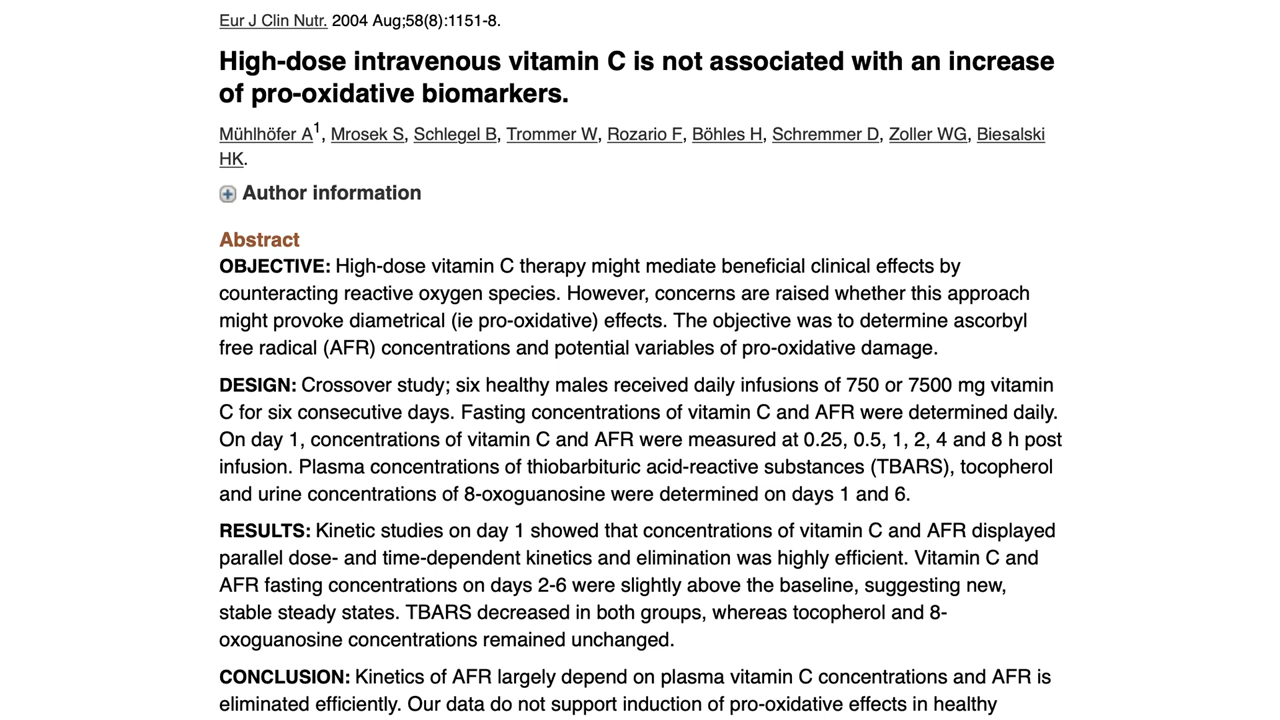 Eur J Clin Nutr. 2004 Aug;58(8):1151-8.
High-dose intravenous vitamin C is not associated with an increase
of pro-oxidative biomarkers.
Mühlhöfer A1, Mrosek S, Schlegel B, Trommer W, Rozario F, Böhles H, Schremmer D, Zoller WG, Biesalski
HK.
Author information
Abstract
OBJECTIVE: High-dose vitamin C therapy might mediate beneficial clinical effects by
counteracting reactive oxygen species. However, concerns are raised whether this approach
might provoke diametrical (ie pro-oxidative) effects. The objective was to determine ascorbyl
free radical (AFR) concentrations and potential variables of pro-oxidative damage.
DESIGN: Crossover study; six healthy males received daily infusions of 750 or 7500 mg vitamin
C for six consecutive days. Fasting concentrations of vitamin C and AFR were determined daily.
On day 1, concentrations of vitamin C and AFR were measured at 0.25, 0.5, 1, 2, 4 and 8 h post
infusion. Plasma concentrations of thiobarbituric acid-reactive substances (TBARS), tocopherol
and urine concentrations of 8-oxoguanosine were determined on days 1 and 6.
RESULTS: Kinetic studies on day 1 showed that concentrations of vitamin C and AFR displayed
parallel dose- and time-dependent kinetics and elimination was highly efficient. Vitamin C and
AFR fasting concentrations on days 2-6 were slightly above the baseline, suggesting new,
stable steady states. TBARS decreased in both groups, whereas tocopherol and 8-
oxoguanosine concentrations remained unchanged.
CONCLUSION: Kinetics of AFR largely depend on plasma vitamin C concentrations and AFR is
eliminated efficiently. Our data do not support induction of pro-oxidative effects in healthy